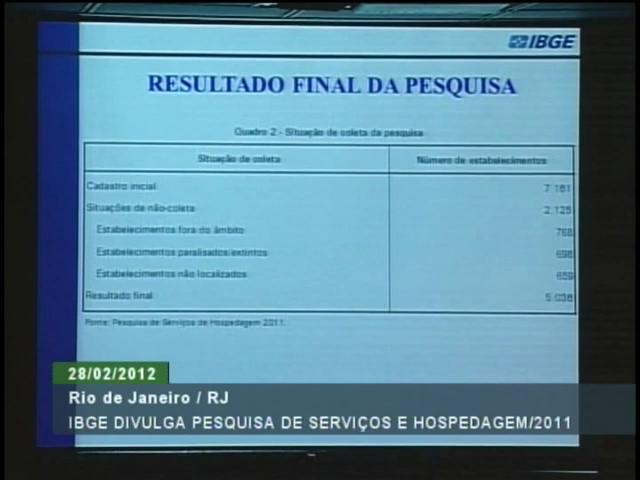 IBGE
RESULTADO FINAL DA PESQUISA
Quadro 2 - Situação de coleta da pesquisa
Situação de coleta Número de estabelecimentos
Cadastro inicial 7 161
Situações de não-coleta 2.125
Estabelecimentos fora do âmbito 768
Estabelecimentos paralisados/extintos 698
Estabelecimentos não localizados 659
Resultado final 5.036
Fonte: Pesquisa de Serviços de Hospedagem 2011.
28/02/2012
Rio de Janeiro / RJ
IBGE DIVULGA PESQUISA DE SERVIÇOS E HOSPEDAGEM/2011